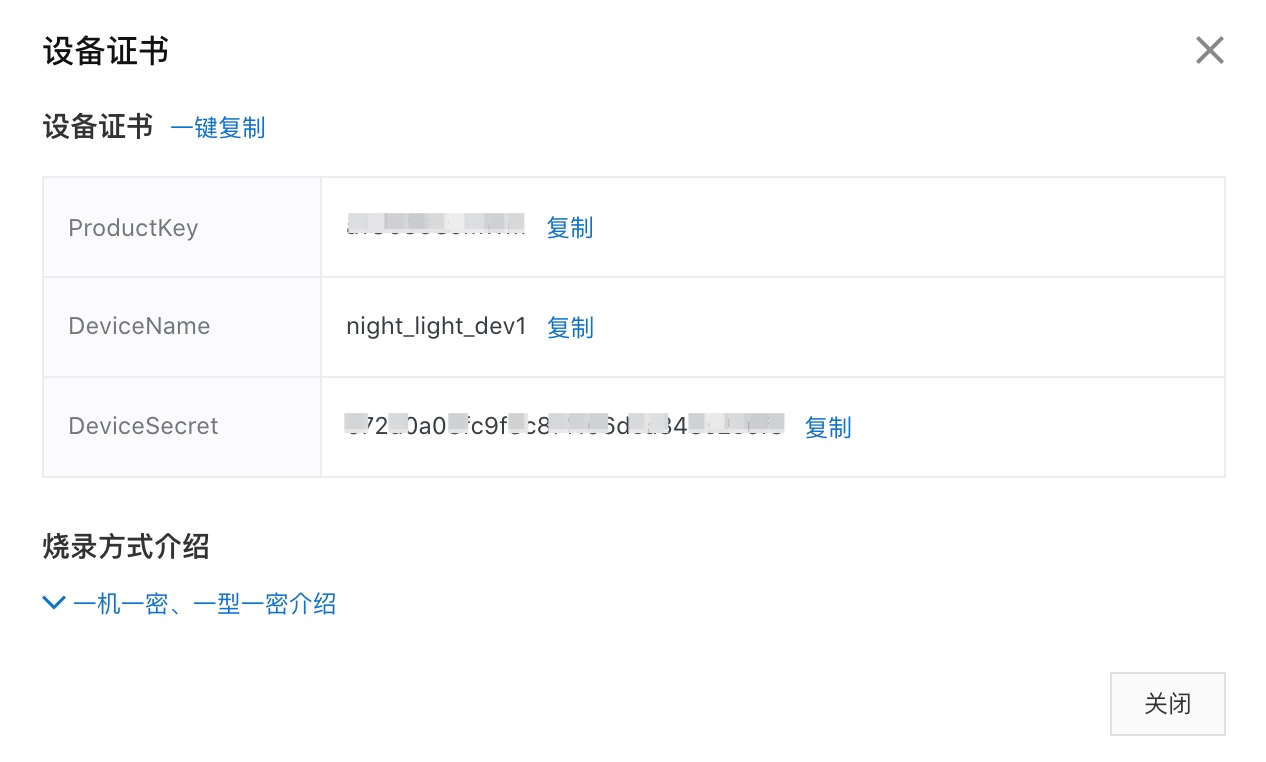 设备证书
设备证书 一键复制
ProductKey 复制
DeviceName night_light_dev1 复制
DeviceSecret 复制
烧录方式介绍
一机一密、一型一密介绍
关闭